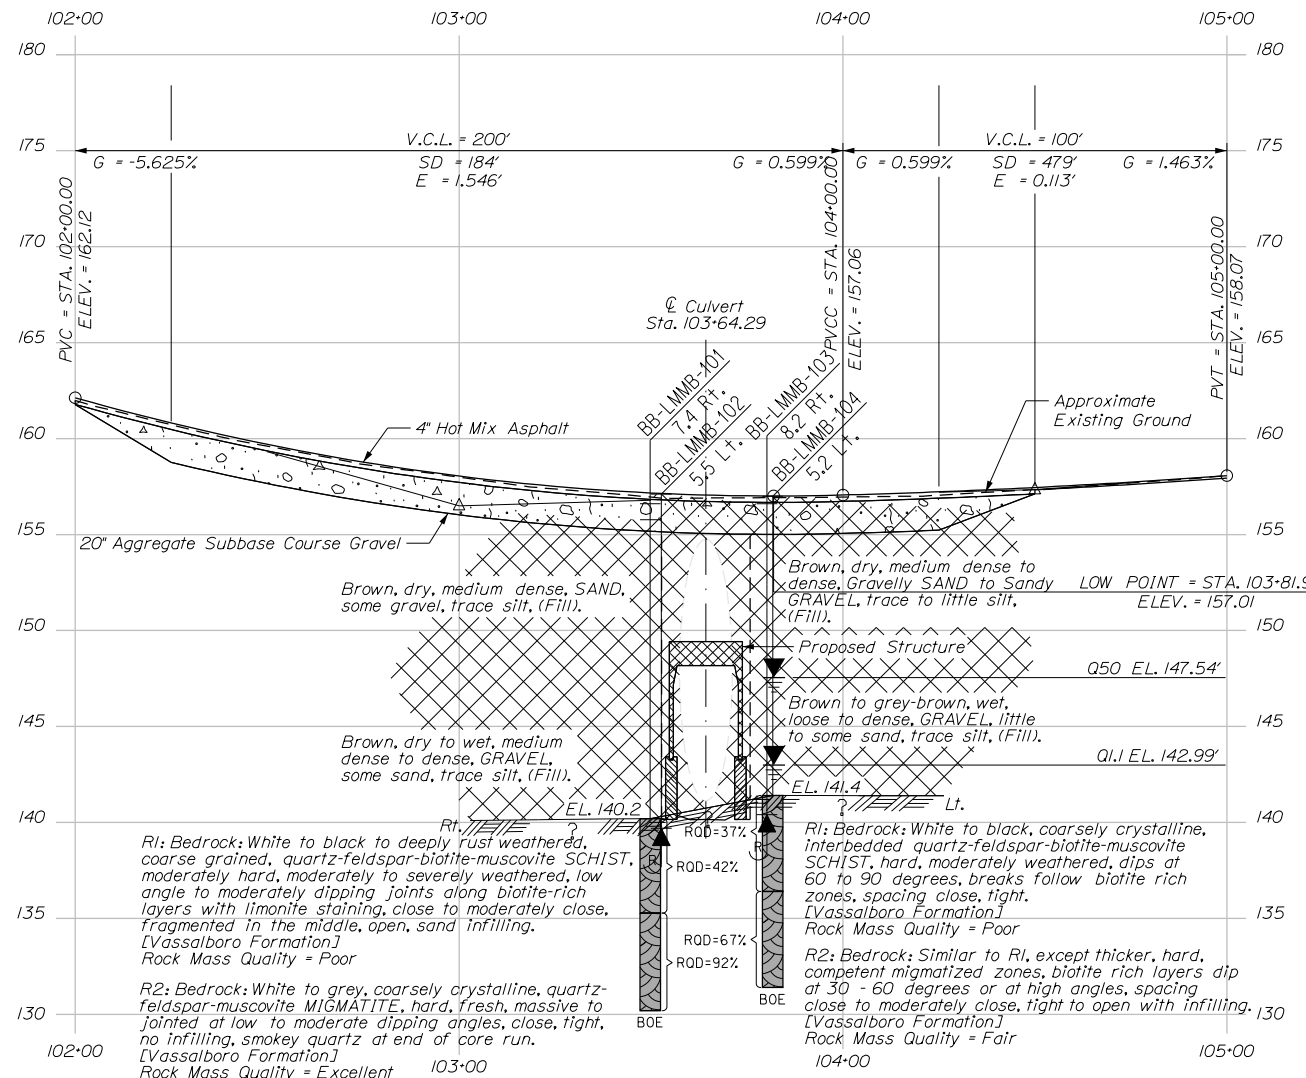 102+00 103+00 104+00 105+00
180 180
V.C.L. = 200' V.C.L. = 100'
175 175
G = -5.625% SD = 184' G = 0.599% G = 0.599% SD = 479' G = 1.463%
E = 1.546' E = 0.113'
PVC = STA. 102+00.00
ELEV. = 162.12
PVCC = STA. 104+00.00
ELEV. = 157.06
PVT = STA. 105+00.00
ELEV. = 158.07
170 170
℄ Culvert
Sta. 103+64.29
165 165
BB-LMMB-101
7.4 Rt.
BB-LMMB-102
5.5 Lt.
BB-LMMB-103
8.2 Rt.
BB-LMMB-104
5.2 Lt.
Approximate
Existing Ground
4" Hot Mix Asphalt
160 160
155 155
20" Aggregate Subbase Course Gravel
Brown, dry, medium dense, SAND,
some gravel, trace silt, (Fill).
Brown, dry, medium dense to
dense, Gravelly SAND to Sandy
GRAVEL, trace to little silt,
(Fill).
LOW POINT = STA. 103+81.9
ELEV. = 157.01
150 150
Proposed Structure
Q50 EL. 147.54'
Brown to grey-brown, wet,
loose to dense, GRAVEL, little
to some sand, trace silt, (Fill).
145 145
Brown, dry to wet, medium
dense to dense, GRAVEL,
some sand, trace silt, (Fill).
Q1.1 EL. 142.99'
EL. 141.4
EL. 140.2
140 140
Rt. ? ? ? Lt.
RQD=37%
RQD=42%
RQD=67%
RQD=92%
R1: Bedrock: White to black to deeply rust weathered,
coarse grained, quartz-feldspar-biotite-muscovite SCHIST,
moderately hard, moderately to severely weathered, low
angle to moderately dipping joints along biotite-rich
layers with limonite staining, close to moderately close,
fragmented in the middle, open, sand infilling.
[Vassalboro Formation]
Rock Mass Quality = Poor
R1: Bedrock: White to black, coarsely crystalline,
interbedded quartz-feldspar-biotite-muscovite
SCHIST, hard, moderately weathered, dips at
60 to 90 degrees, breaks follow biotite rich
zones, spacing close, tight.
[Vassalboro Formation]
Rock Mass Quality = Poor
135 135
R2: Bedrock: White to grey, coarsely crystalline, quartz-
feldspar-muscovite MIGMATITE, hard, fresh, massive to
jointed at low to moderate dipping angles, close, tight,
no infilling, smokey quartz at end of core run.
[Vassalboro Formation]
Rock Mass Quality = Excellent
R2: Bedrock: Similar to R1, except thicker, hard,
competent migmatized zones, biotite rich layers dip
at 30 - 60 degrees or at high angles, spacing
close to moderately close, tight to open with infilling.
[Vassalboro Formation]
Rock Mass Quality = Fair
BOE BOE
130 130
102+00 103+00 104+00 105+00